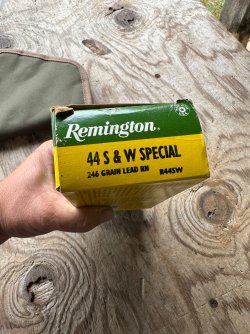 Remington®
44 S & W SPECIAL
246 GRAIN LEAD RN R44SW